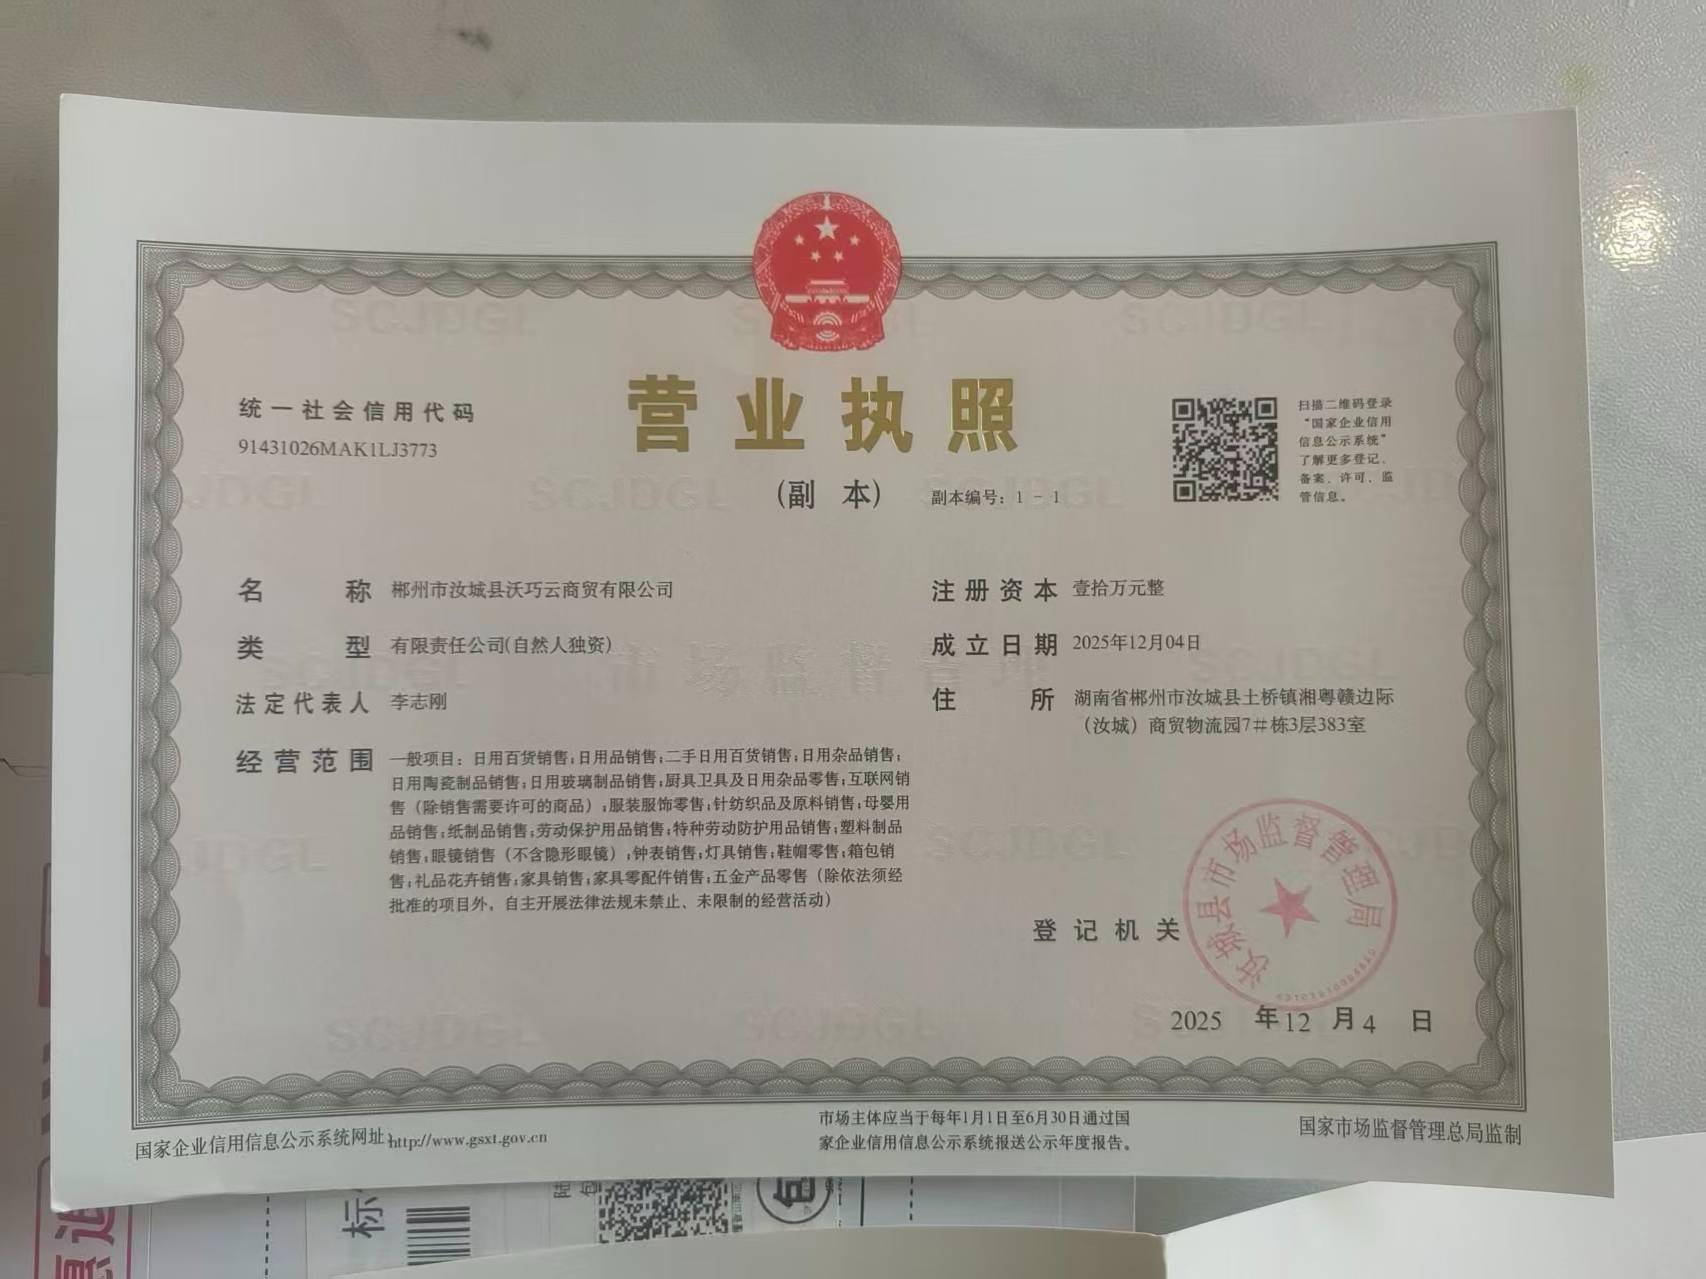 统一社会信用代码
91431026MAK1LJ3773
营业执照
(副 本) 副本编号：1－1
扫描二维码登录
“国家企业信用
信息公示系统”
了解更多登记、
备案、许可、监
管信息。
名 称 郴州市汝城县沃巧云商贸有限公司
类 型 有限责任公司(自然人独资)
法定代表人 李志刚
经营范围 一般项目：日用百货销售;日用品销售;二手日用百货销售;日用杂品销售;
日用陶瓷制品销售;日用玻璃制品销售;厨具卫具及日用杂品零售;互联网销
售（除销售需要许可的商品）;服装服饰零售;针纺织品及原料销售;母婴用
品销售;纸制品销售;劳动保护用品销售;特种劳动防护用品销售;塑料制品
销售;眼镜销售（不含隐形眼镜）;钟表销售;灯具销售;鞋帽零售;箱包销
售;礼品花卉销售;家具销售;家具零配件销售;五金产品零售（除依法须经
批准的项目外，自主开展法律法规未禁止、未限制的经营活动）
注册资本 壹拾万元整
成立日期 2025年12月04日
住 所 湖南省郴州市汝城县土桥镇湘粤赣边际
（汝城）商贸物流园7＃栋3层383室
登记机关
汝城县市场监督管理局
2025 年12 月4 日
国家企业信用信息公示系统网址:http://www.gsxt.gov.cn
市场主体应当于每年1月1日至6月30日通过国
家企业信用信息公示系统报送公示年度报告。
国家市场监督管理总局监制
SCJDGL
市场监督管理
标
陆
包
包